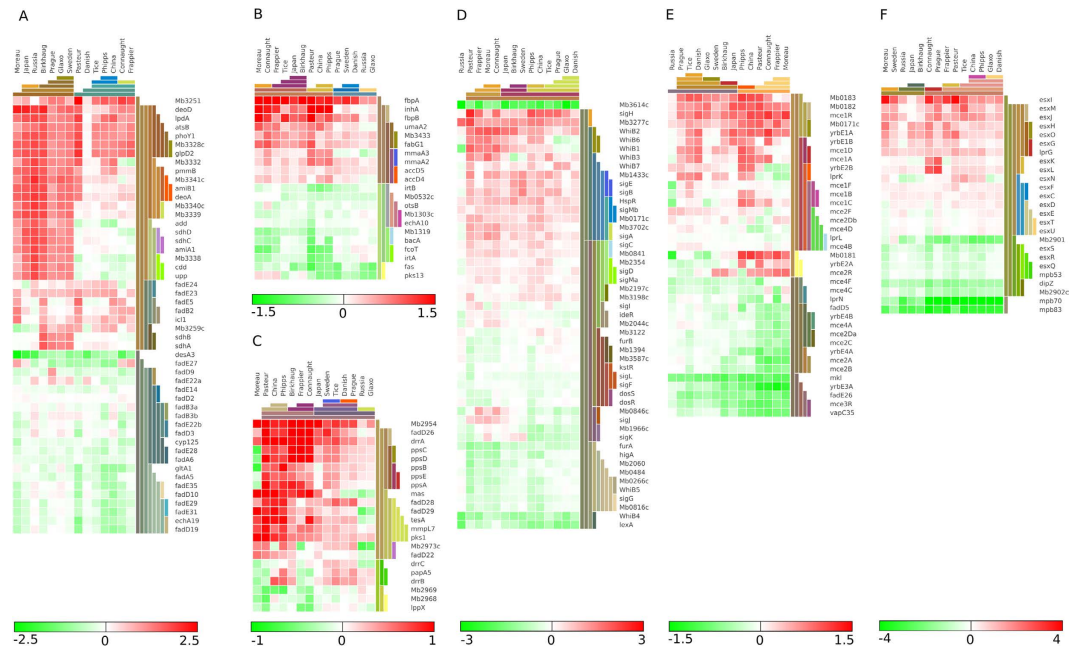 A
Moreau
Japan
Russia
Birkhaug
Prague
Glaxo
Sweden
Pasteur
Danish
Tice
Phipps
China
Connaught
Frappier
Mb3251
deoD
lpdA
atsB
phoY1
Mb3328c
glpD2
Mb3332
pmmB
Mb3341c
amiB1
deoA
Mb3340c
Mb3339
add
sdhD
sdhC
amiA1
Mb3338
cdd
upp
fadE24
fadE23
fadE5
fadB2
icl1
Mb3259c
sdhB
sdhA
desA3
fadE27
fadD9
fadE22a
fadE14
fadD2
fadB3a
fadB3b
fadE22b
fadD3
cyp125
fadE28
fadA6
gltA1
fadA5
fadE35
fadD10
fadE29
fadE31
echA19
fadD19
-2.5
0
2.5
B
Moreau
Connaught
Frappier
Tice
Japan
Birkhaug
Pasteur
China
Phipps
Prague
Sweden
Danish
Russia
Glaxo
fbpA
inhA
fbpB
umaA2
Mb3433
fabG1
mmaA3
mmaA2
accD5
accD4
irtB
Mb0532c
otsB
Mb1303c
echA10
Mb1319
bacA
fcoT
irtA
fas
pks13
-1.5
0
1.5
C
Moreau
Pasteur
China
Phipps
Birkhaug
Frappier
Connaught
Japan
Sweden
Tice
Danish
Prague
Russia
Glaxo
Mb2954
fadD26
drrA
ppsC
ppsD
ppsB
ppsE
ppsA
mas
fadD28
fadD29
tesA
mmpL7
pks1
Mb2973c
fadD22
drrC
papA5
drrB
Mb2969
Mb2968
lppX
-1
0
1
D
Russia
Pasteur
Frappier
Moreau
Connaught
Japan
Birkhaug
Sweden
Phipps
China
Prague
Tice
Glaxo
Danish
Mb3614c
sigH
Mb3277c
WhiB2
WhiB6
WhiB1
WhiB3
WhiB7
Mb1433c
sigE
sigB
HspR
sigMb
Mb0171c
Mb3702c
sigA
sigC
Mb0841
Mb2354
sigD
sigMa
Mb2197c
Mb3198c
sigI
ideR
Mb2044c
Mb3122
furB
Mb1394
Mb3587c
kstR
sigL
sigF
dosS
dosR
Mb0846c
sigJ
Mb1966c
sigK
furA
higA
Mb2060
Mb0484
Mb0266c
WhiB5
sigG
Mb0816c
WhiB4
lexA
-3
0
3
E
Russia
Prague
Tice
Danish
Glaxo
Sweden
Birkhaug
Japan
Phipps
China
Pasteur
Connaught
Frappier
Moreau
Mb0183
Mb0182
mce1R
Mb0171c
yrbE1A
yrbE1B
mce1D
mce1A
yrbE2B
lprK
mce1F
mce1B
mce1C
mce2F
mce2Db
mce4D
lprL
mce4B
Mb0181
yrbE2A
mce2R
mce4F
mce4C
lprN
fadD5
yrbE4B
mce4A
mce2Da
mce2C
yrbE4A
mce2A
mce2B
mkl
yrbE3A
fadE26
mce3R
vapC35
-1.5
0
1.5
F
Moreau
Sweden
Russia
Japan
Birkhaug
Connaught
Prague
Frappier
Pasteur
Tice
China
Phipps
Glaxo
Danish
esxI
esxM
esxJ
esxH
esxO
esxG
lprG
esxK
esxL
esxN
esxF
esxC
esxD
esxE
esxT
esxU
Mb2901
esxS
esxR
esxQ
mpb53
dipZ
Mb2902c
mpb70
mpb83
-4
0
4